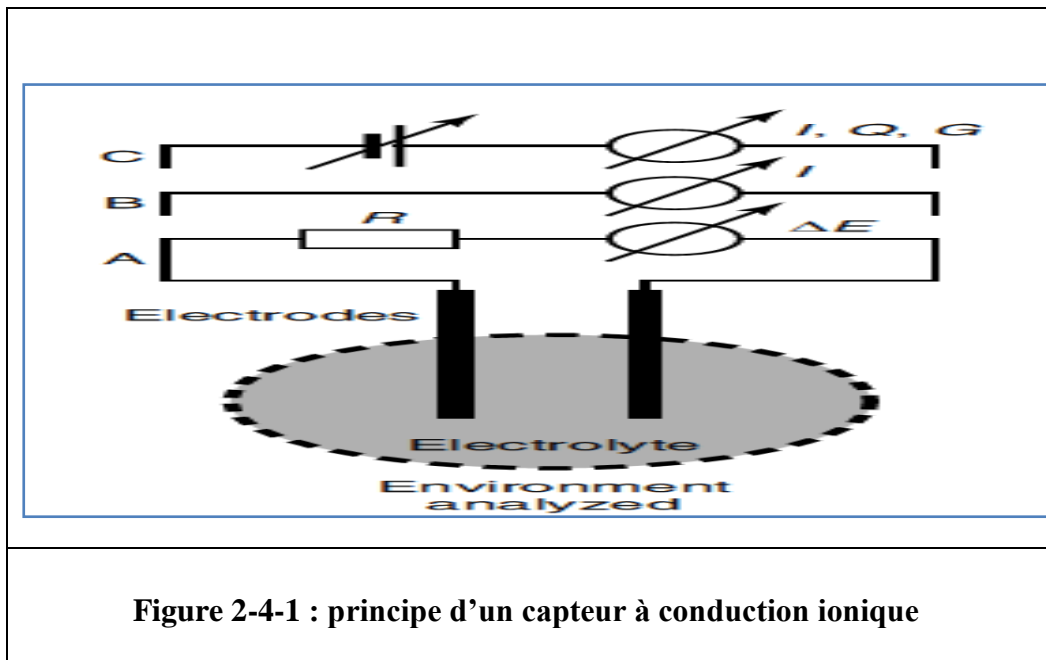 C
I, Q, G
B
I
R
A
ΔE
Electrodes
Electrolyte
Environment
analyzed
Figure 2-4-1 : principe d’un capteur à conduction ionique